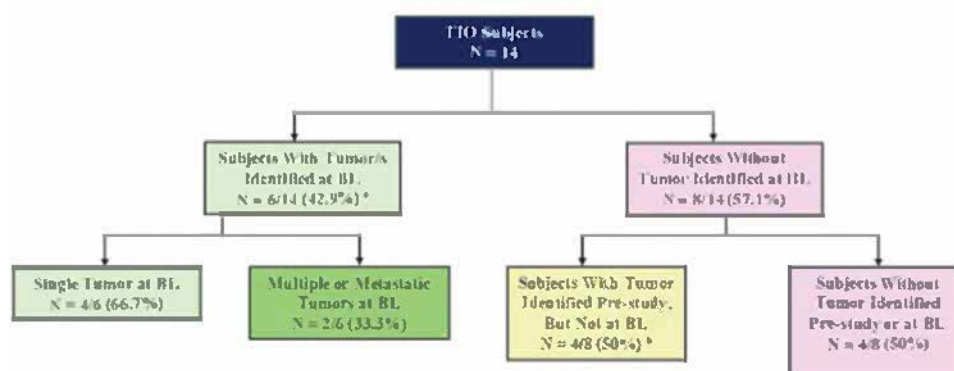 TIO Subjects
N = 14
Subjects With Tumor/s
Identified at BL
N = 6/14 (42.9%) a
Subjects Without
Tumor Identified at BL
N = 8/14 (57.1%)
Single Tumor at BL
N = 4/6 (66.7%)
Multiple or Metastatic
Tumors at BL
N = 2/6 (33.3%)
Subjects With Tumor
Identified Pre-study,
But Not at BL
N = 4/8 (50%) b
Subjects Without
Tumor Identified
Pre-study or at BL
N = 4/8 (50%)